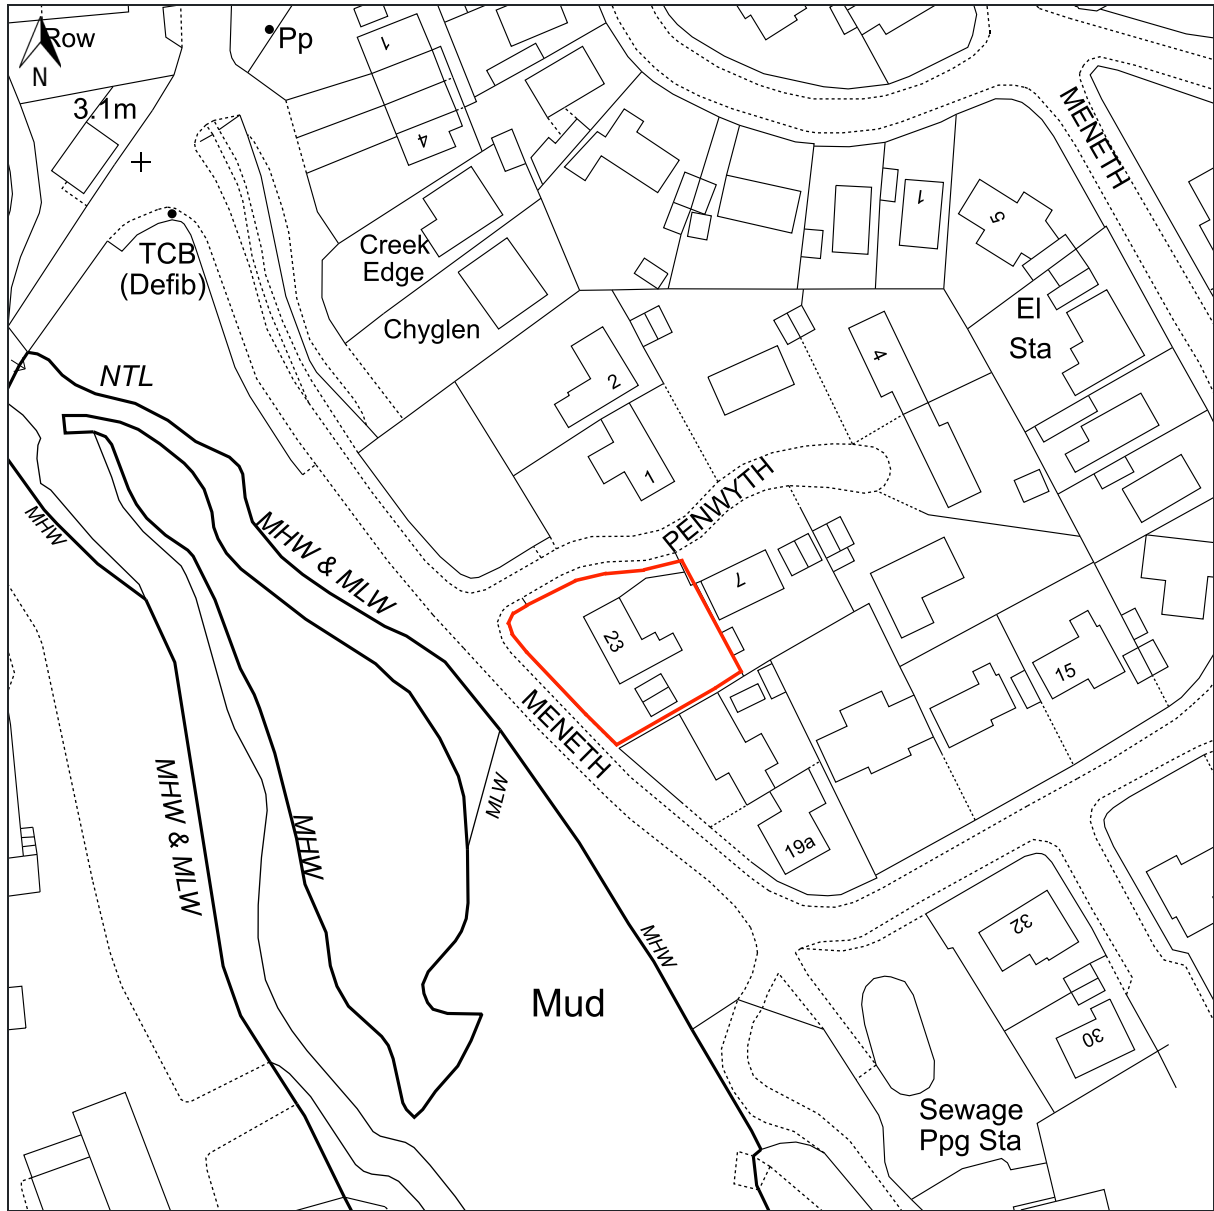 Row
N
Pp
1
3.1m
4
MENETH
1
5
TCB
(Defib)
Creek
Edge
Chyglen
El
Sta
NTL
2
4
1
PENWYTH
MHW
MHW & MLW
7
23
15
MENETH
MLW
MHW & MLW
MHW
19a
MHW
32
Mud
30
Sewage
Ppg Sta